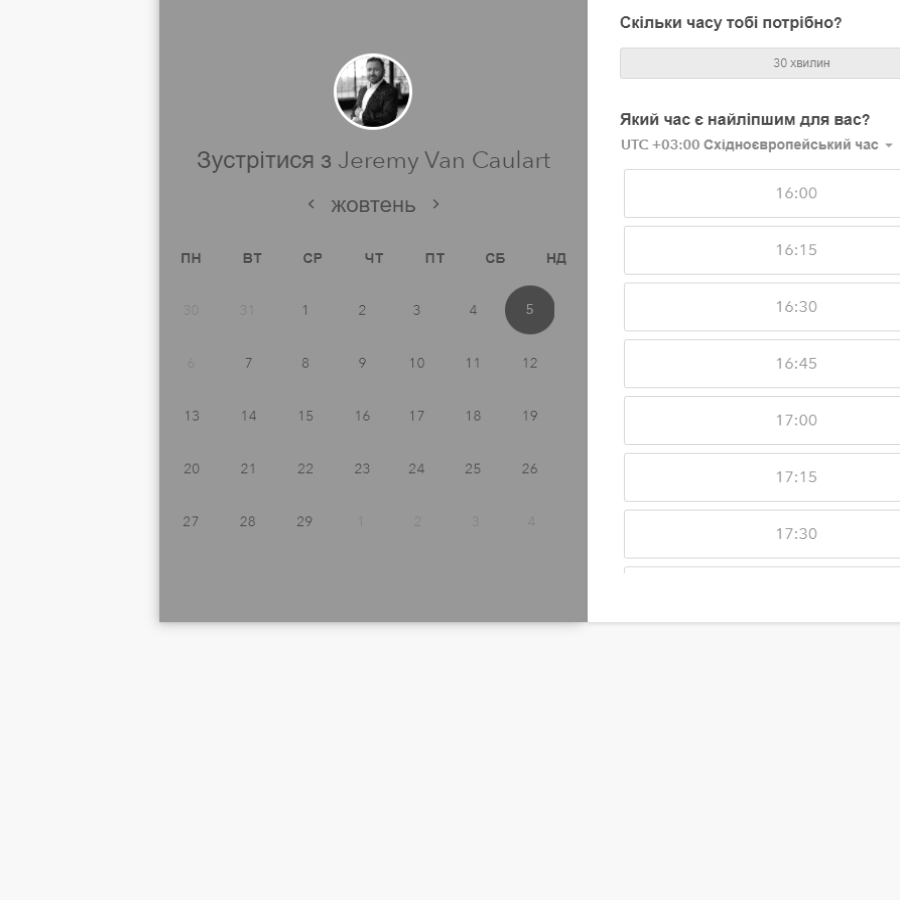 Зустрітися з Jeremy Van Caulart
жовтень
ПН ВТ СР ЧТ ПТ СБ НД
30 31 1 2 3 4 5
6 7 8 9 10 11 12
13 14 15 16 17 18 19
20 21 22 23 24 25 26
27 28 29 1 2 3 4
Скільки часу тобі потрібно?
30 хвилин
Який час є найліпшим для вас?
UTC +03:00 Східноєвропейський час
16:00
16:15
16:30
16:45
17:00
17:15
17:30